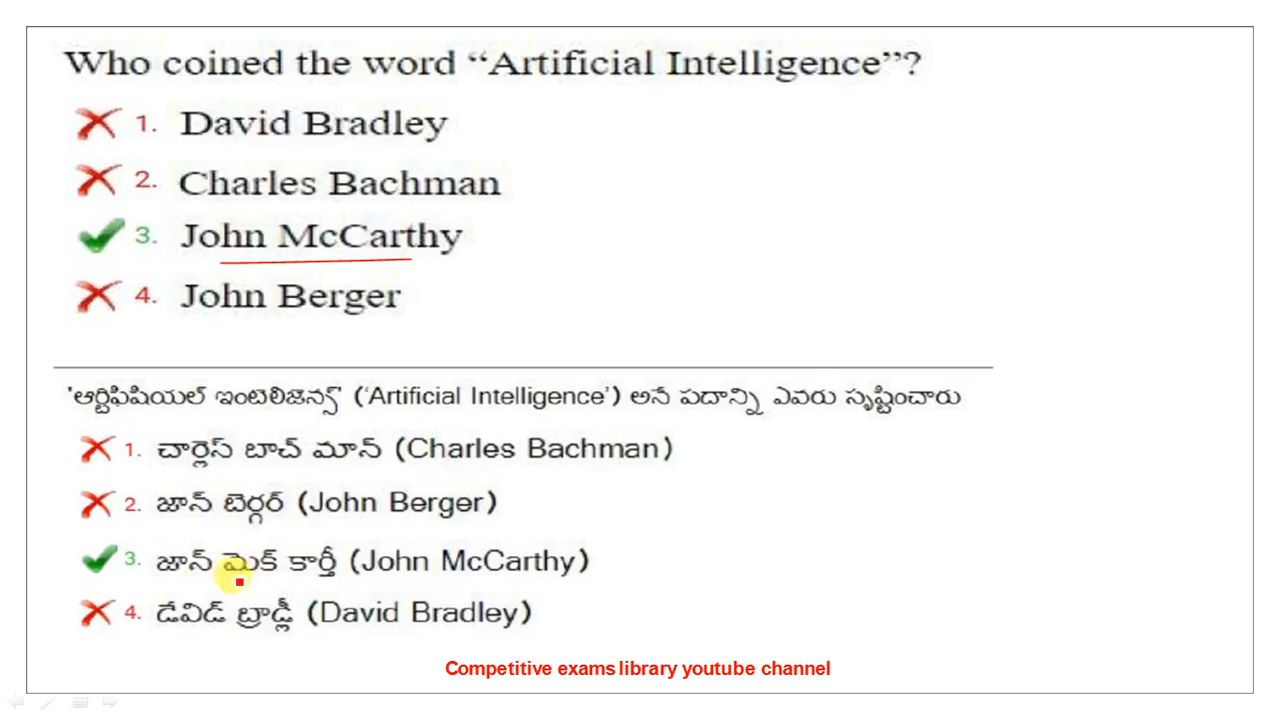 Who coined the word “Artificial Intelligence”?
1. David Bradley
2. Charles Bachman
3. John McCarthy
4. John Berger
'ఆర్టిఫిషియల్ ఇంటెలిజెన్స్' ('Artificial Intelligence') అనే పదాన్ని ఎవరు సృష్టించారు
1. చార్లెస్ బాచ్ మాన్ (Charles Bachman)
2. జాన్ బెర్గర్ (John Berger)
3. జాన్ మెక్ కార్తీ (John McCarthy)
4. డేవిడ్ బ్రాడ్లీ (David Bradley)
Competitive exams library youtube channel